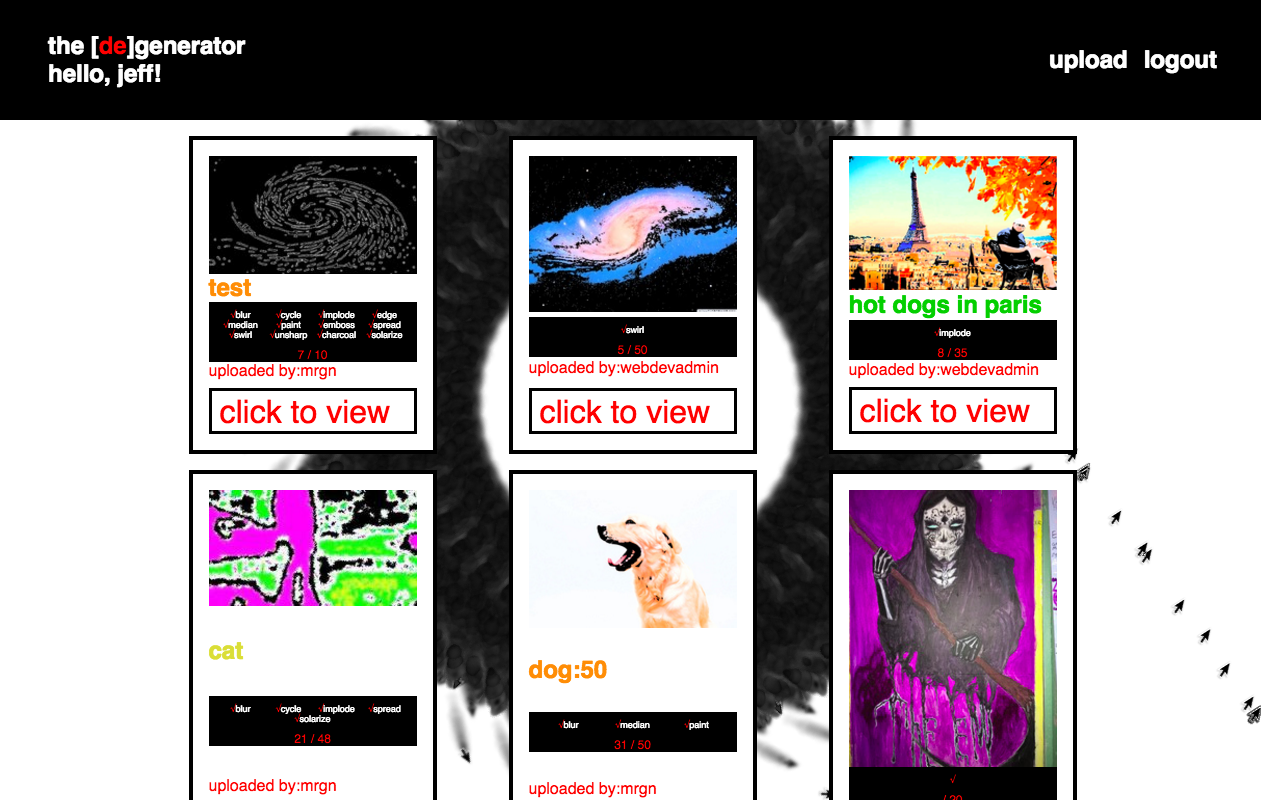 the [de]generator
hello, jeff!
upload logout
test
√blur √cycle √implode √edge
√median √paint √emboss √spread
√swirl √unsharp √charcoal √solarize
7 / 10
uploaded by:mrgn
click to view
√swirl
5 / 50
uploaded by:webdevadmin
click to view
hot dogs in paris
√implode
8 / 35
uploaded by:webdevadmin
click to view
cat
√blur √cycle √implode √spread
√solarize
21 / 48
uploaded by:mrgn
dog:50
√blur √median √paint
31 / 50
uploaded by:mrgn
√
/ 20